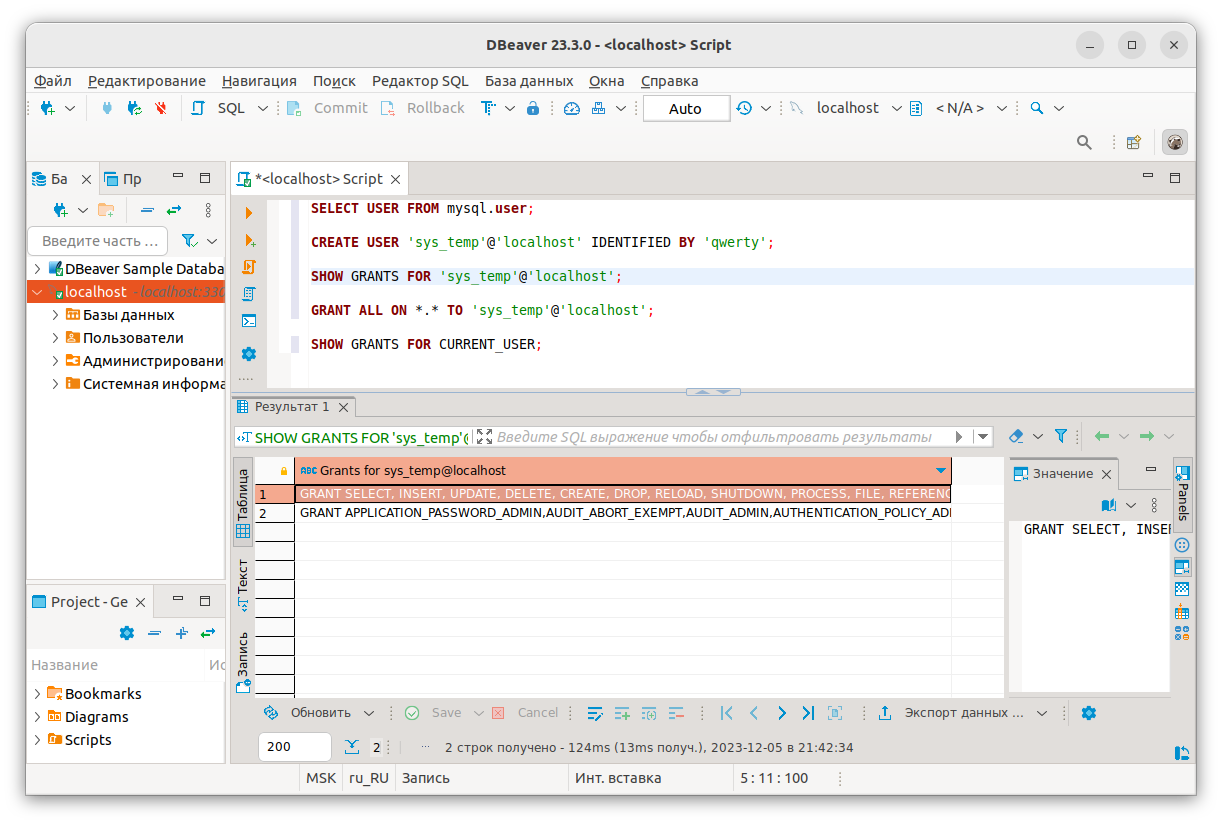 DBeaver 23.3.0 - <localhost> Script
Файл Редактирование Навигация Поиск Редактор SQL База данных Окна Справка
SQL Commit Rollback Auto localhost < N/A >
Ба Пр
*<localhost> Script
Введите часть ...
DBeaver Sample Databa
localhost - localhost:330
Базы данных
Пользователи
Администрировани
Системная информа
SELECT USER FROM mysql.user;
CREATE USER 'sys_temp'@'localhost' IDENTIFIED BY 'qwerty';
SHOW GRANTS FOR 'sys_temp'@'localhost';
GRANT ALL ON *.* TO 'sys_temp'@'localhost';
SHOW GRANTS FOR CURRENT_USER;
Результат 1
SHOW GRANTS FOR 'sys_temp'@ Введите SQL выражение чтобы отфильтровать результаты
Таблица
Текст
Запись
ABC Grants for sys_temp@localhost
1 GRANT SELECT, INSERT, UPDATE, DELETE, CREATE, DROP, RELOAD, SHUTDOWN, PROCESS, FILE, REFERENC
2 GRANT APPLICATION_PASSWORD_ADMIN,AUDIT_ABORT_EXEMPT,AUDIT_ADMIN,AUTHENTICATION_POLICY_ADI
Значение
GRANT SELECT, INSE
Panels
Project - Ge
Название Ис
Bookmarks
Diagrams
Scripts
Обновить Save Cancel Экспорт данных ...
200 2 ... 2 строк получено - 124ms (13ms получ.), 2023-12-05 в 21:42:34
MSK ru_RU Запись Инт. вставка 5 : 11 : 100